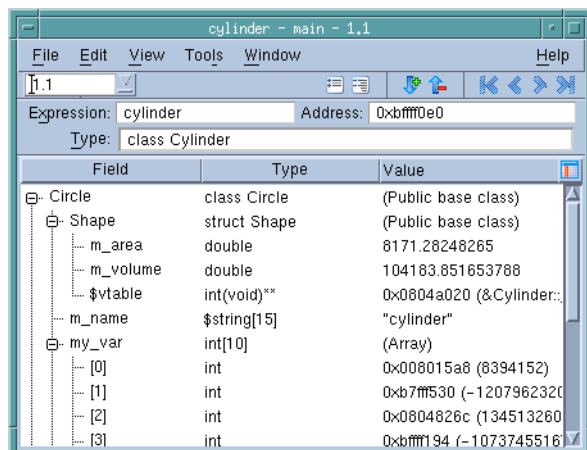 cylinder - main - 1.1
File Edit View Tools Window Help
1.1
Expression: cylinder Address: 0xbffff0e0
Type: class Cylinder
Field Type Value
Circle class Circle (Public base class)
Shape struct Shape (Public base class)
m_area double 8171.28248265
m_volume double 104183.851653788
$vtable int(void)** 0x0804a020 (&Cylinder::
m_name $string[15] "cylinder"
my_var int[10] (Array)
[0] int 0x008015a8 (8394152)
[1] int 0xb7fff530 (-1207962320
[2] int 0x0804826c (134513260
[3] int 0xbffff194 (-1073745516